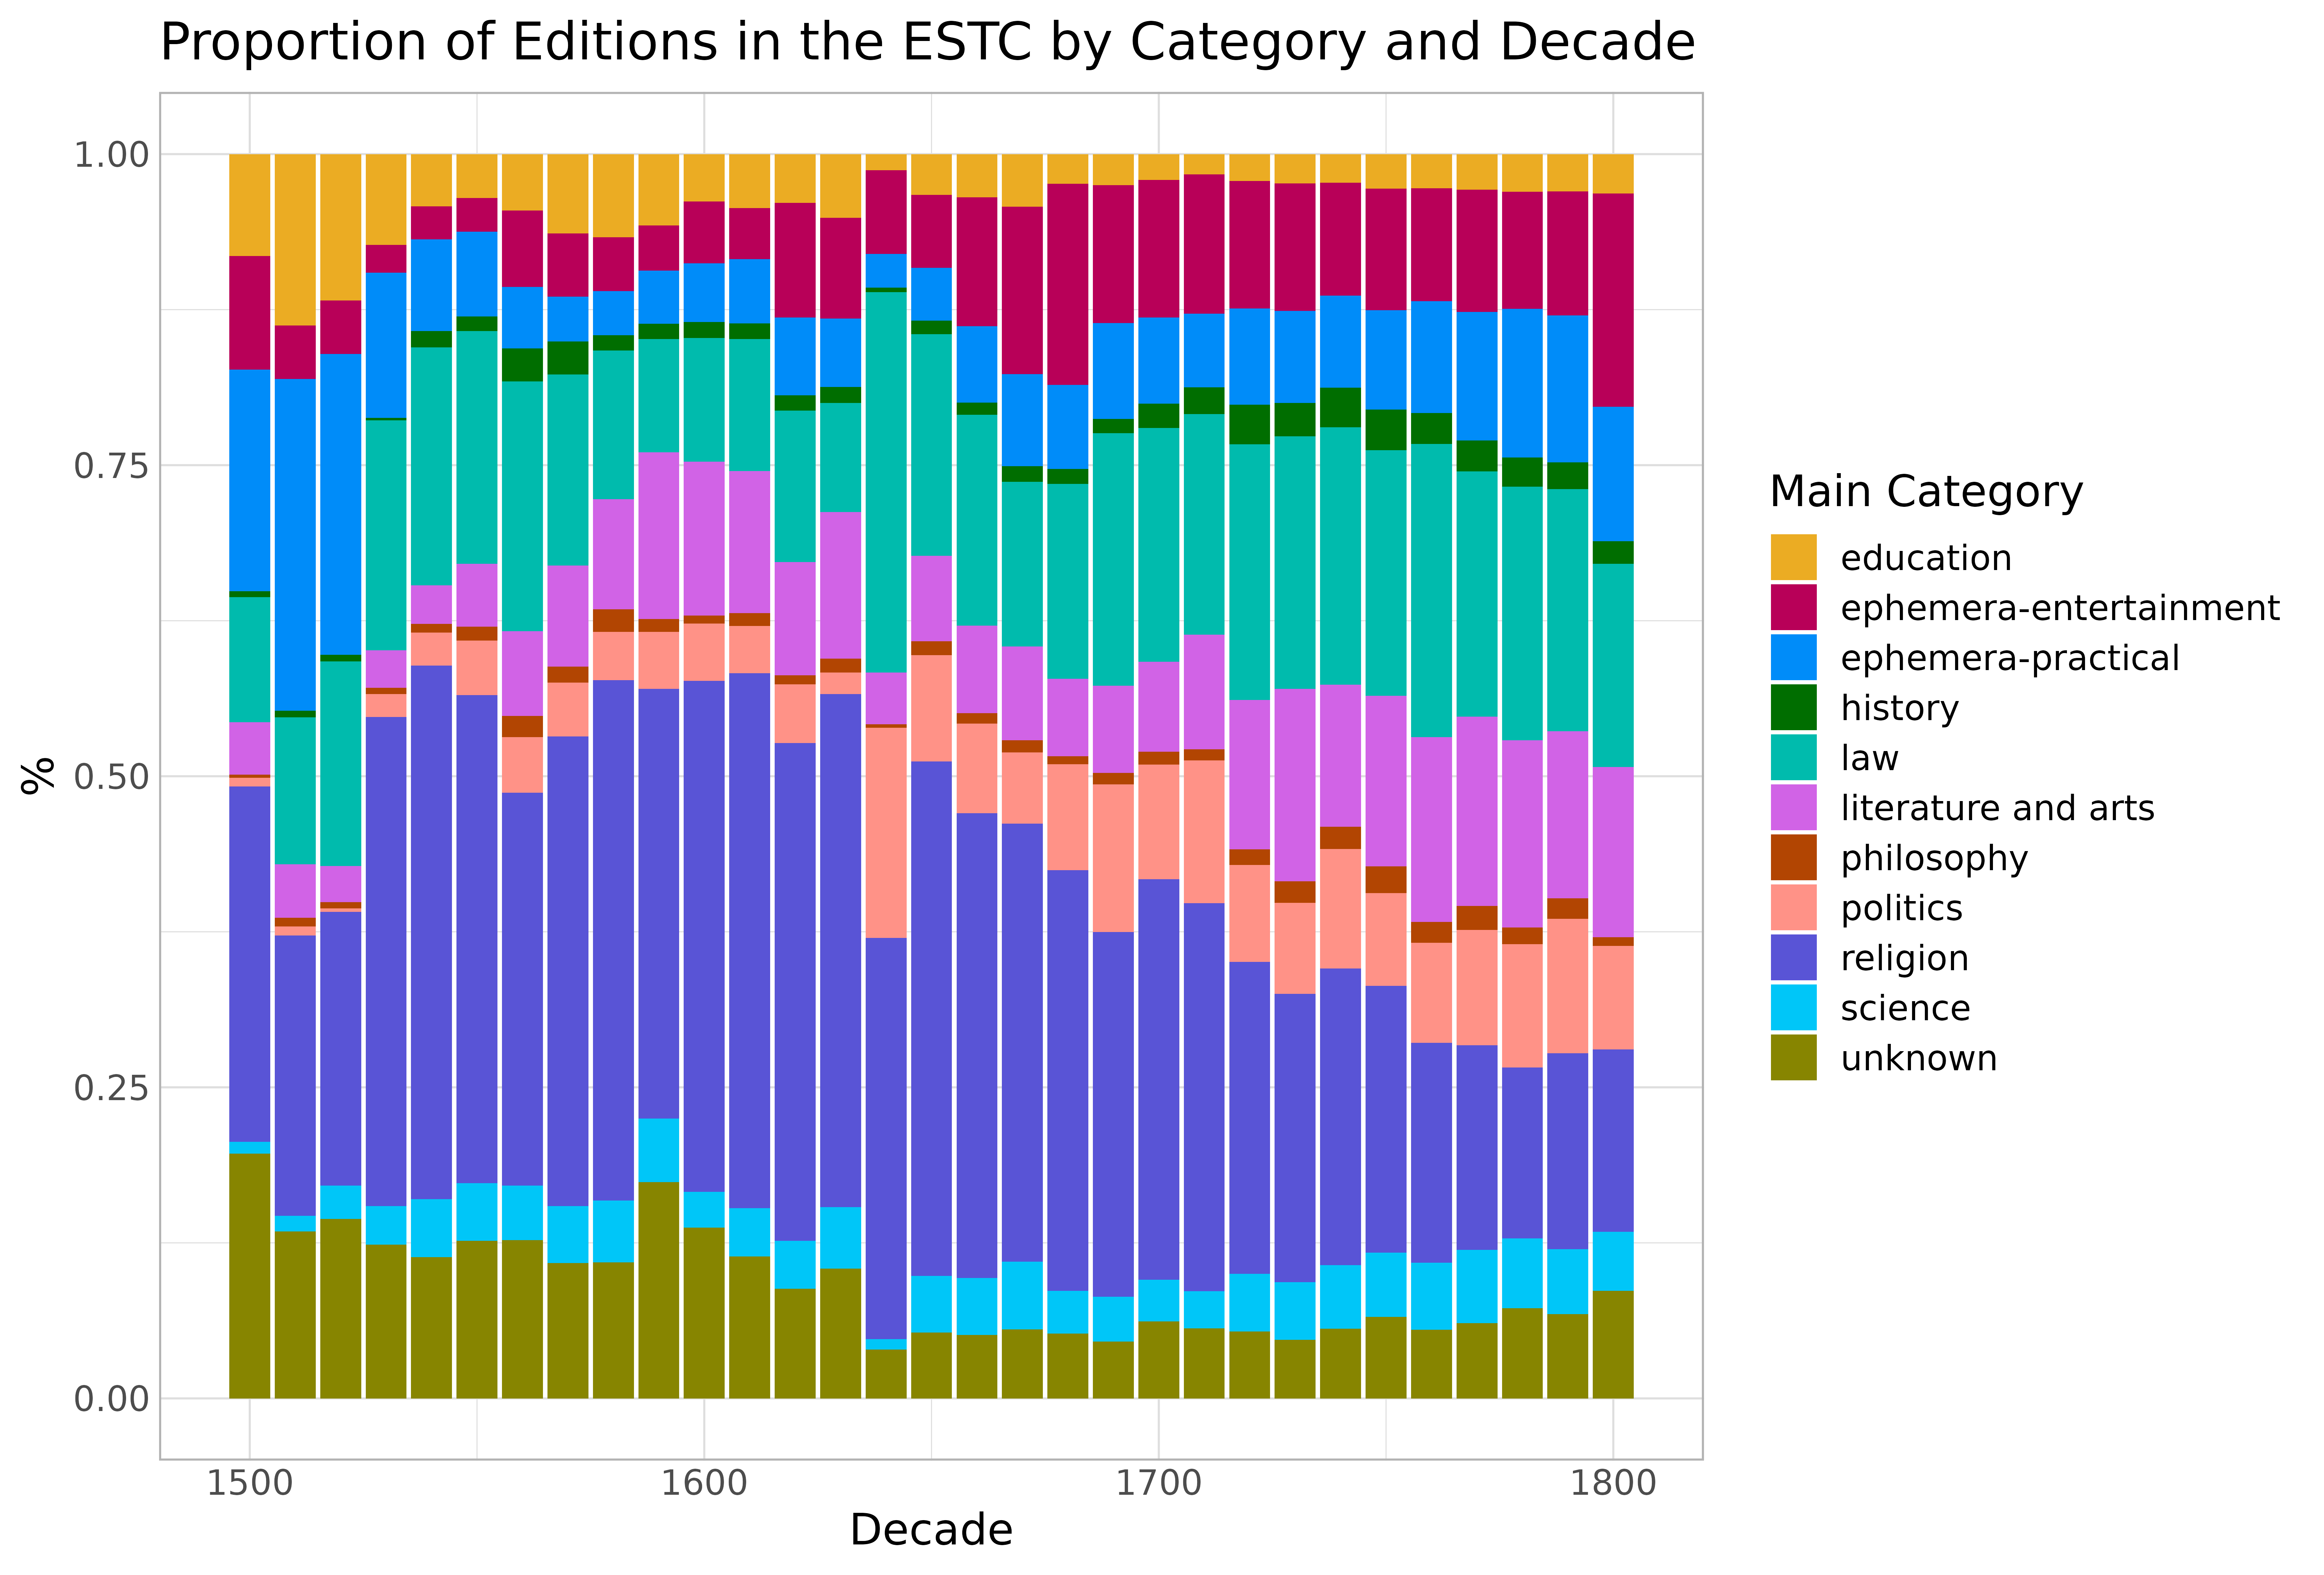 Proportion of Editions in the ESTC by Category and Decade
1.00
0.75
0.50
0.25
0.00
%
1500 1600 1700 1800
Decade
Main Category
education
ephemera-entertainment
ephemera-practical
history
law
literature and arts
philosophy
politics
religion
science
unknown